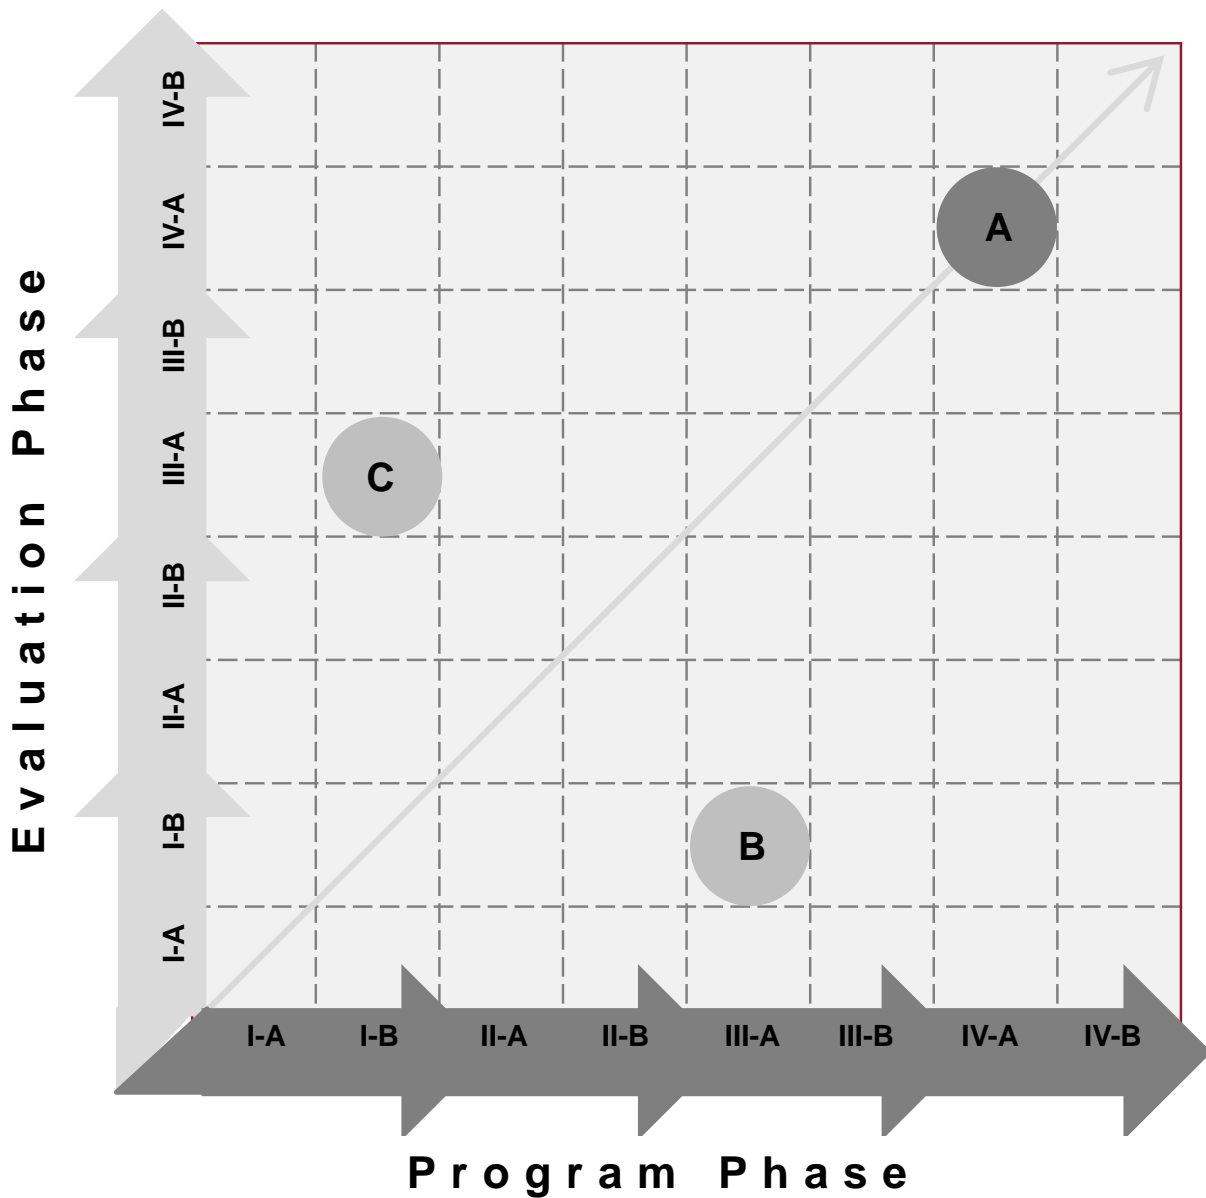 Evaluation Phase
IV-B
IV-A
III-B
III-A
II-B
II-A
I-B
I-A
A
C
B
I-A I-B II-A II-B III-A III-B IV-A IV-B
Program Phase